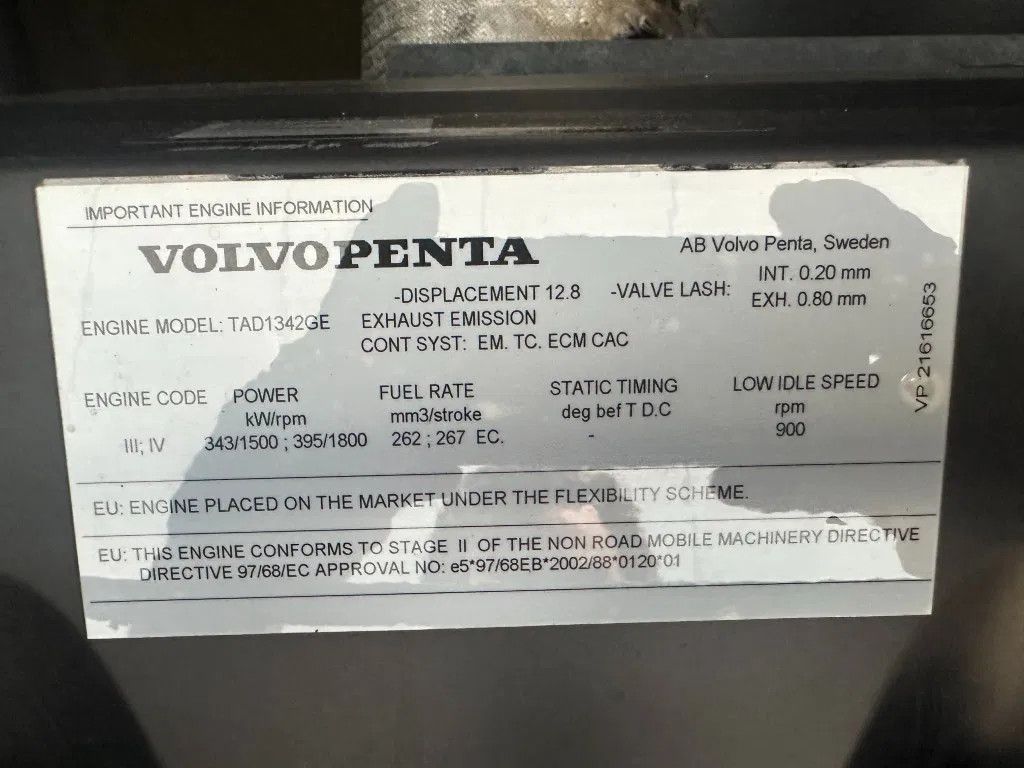 IMPORTANT ENGINE INFORMATION
VOLVO PENTA
AB Volvo Penta, Sweden
-DISPLACEMENT 12.8 -VALVE LASH: INT. 0.20 mm
EXH. 0.80 mm
ENGINE MODEL: TAD1342GE EXHAUST EMISSION
CONT SYST: EM. TC. ECM CAC
VP 21616653
ENGINE CODE POWER FUEL RATE STATIC TIMING LOW IDLE SPEED
kW/rpm mm3/stroke deg bef T D.C rpm
III; IV 343/1500 ; 395/1800 262 ; 267 EC. - 900
EU: ENGINE PLACED ON THE MARKET UNDER THE FLEXIBILITY SCHEME.
EU: THIS ENGINE CONFORMS TO STAGE II OF THE NON ROAD MOBILE MACHINERY DIRECTIVE
DIRECTIVE 97/68/EC APPROVAL NO: e5*97/68EB*2002/88*0120*01